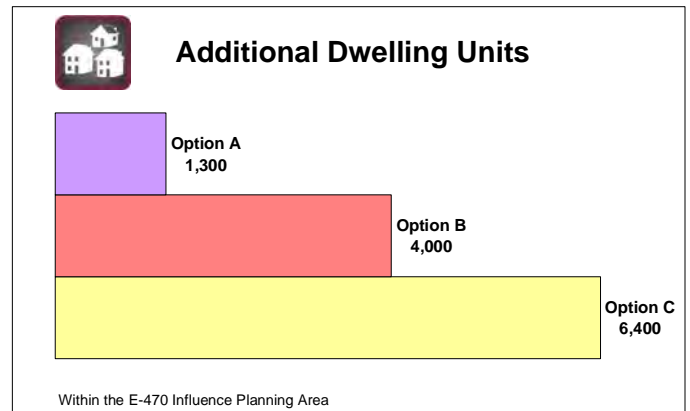 Additional Dwelling Units
Option A
1,300
Option B
4,000
Option C
6,400
Within the E-470 Influence Planning Area